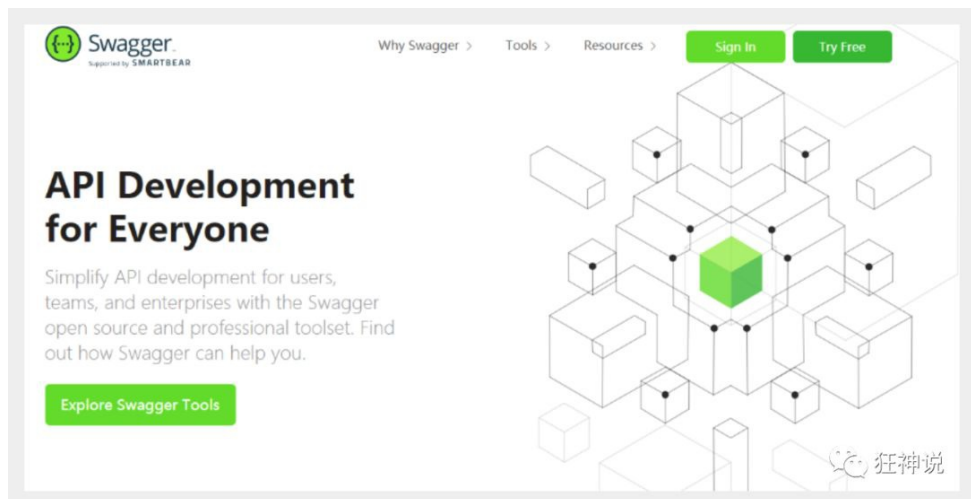 Swagger
Supported by SMARTBEAR
Why Swagger
Tools
Resources
Sign In
Try Free
API Development
for Everyone
Simplify API development for users,
teams, and enterprises with the Swagger
open source and professional toolset. Find
out how Swagger can help you.
Explore Swagger Tools
狂神说